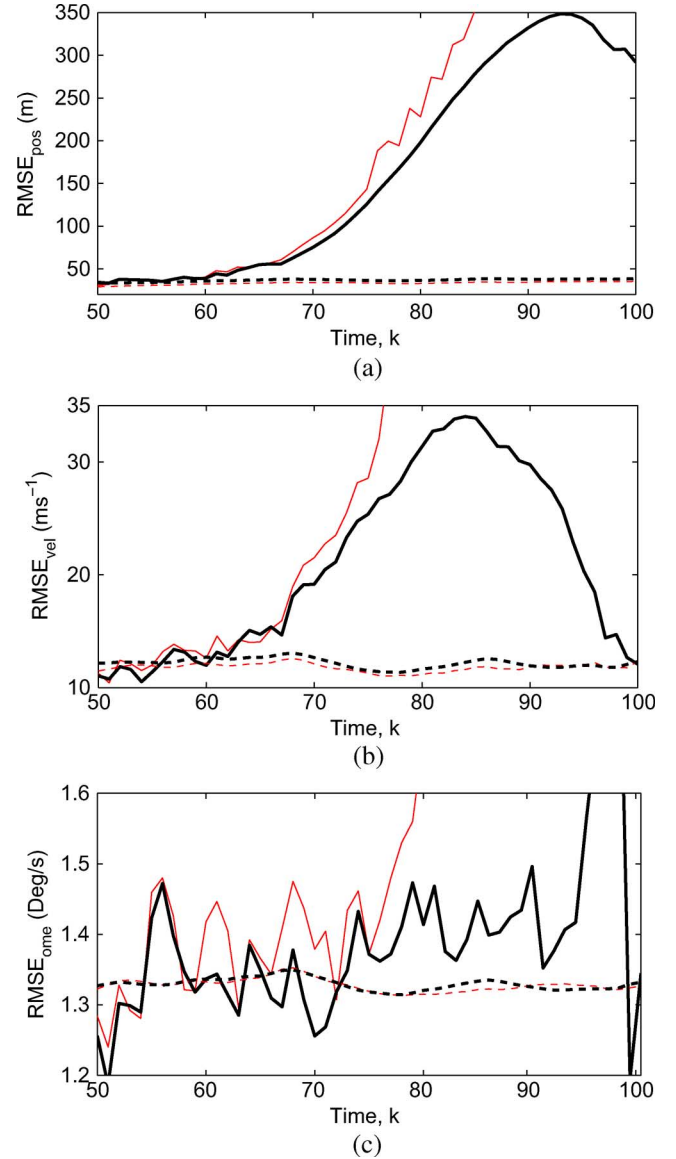 350
300
250
200
150
100
50
RMSE_pos (m)
50 60 70 80 90 100
Time, k
(a)
35
30
20
10
RMSE_vel (ms⁻¹)
50 60 70 80 90 100
Time, k
(b)
1.6
1.5
1.4
1.3
1.2
RMSE_ome (Deg/s)
50 60 70 80 90 100
Time, k
(c)